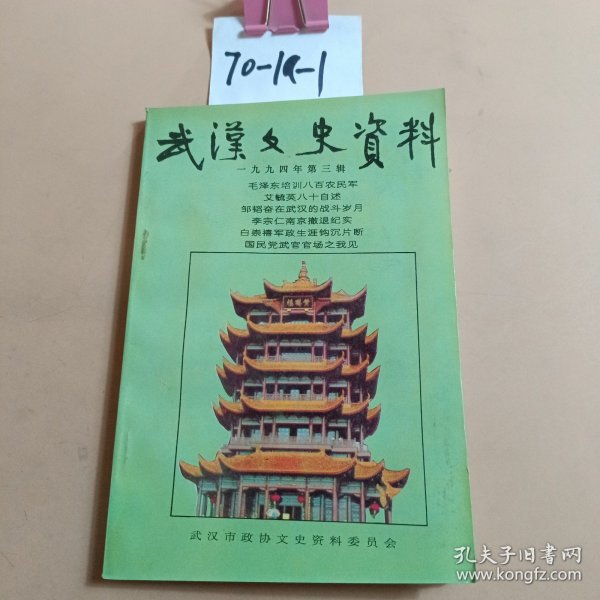 70-19-1
武漢文史資料
一九九四年第三辑
毛泽东培训八百农民军
艾毓英八十自述
邹韬奋在武汉的战斗岁月
李宗仁南京撤退纪实
白崇禧军政生涯钩沉片断
国民党武官官场之我见
黄鹤楼
武汉市政协文史资料委员会
孔夫子旧书网
www.kongfz.com